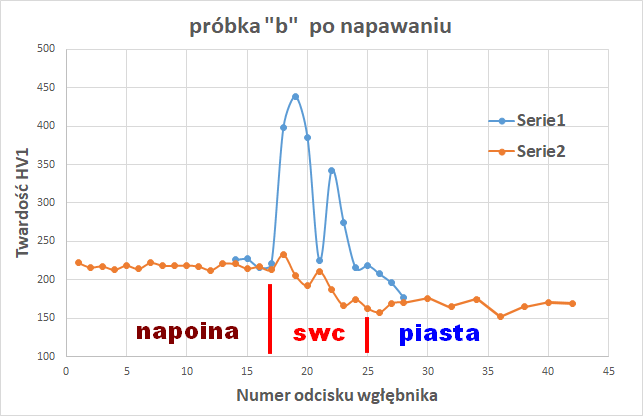 próbka "b"  po napawaniu
500
450
400
350
300
250
200
150
100
Twardość HV1
Serie1
Serie2
napoina
swc
piasta
0 5 10 15 20 25 30 35 40 45
Numer odcisku wgłębnika